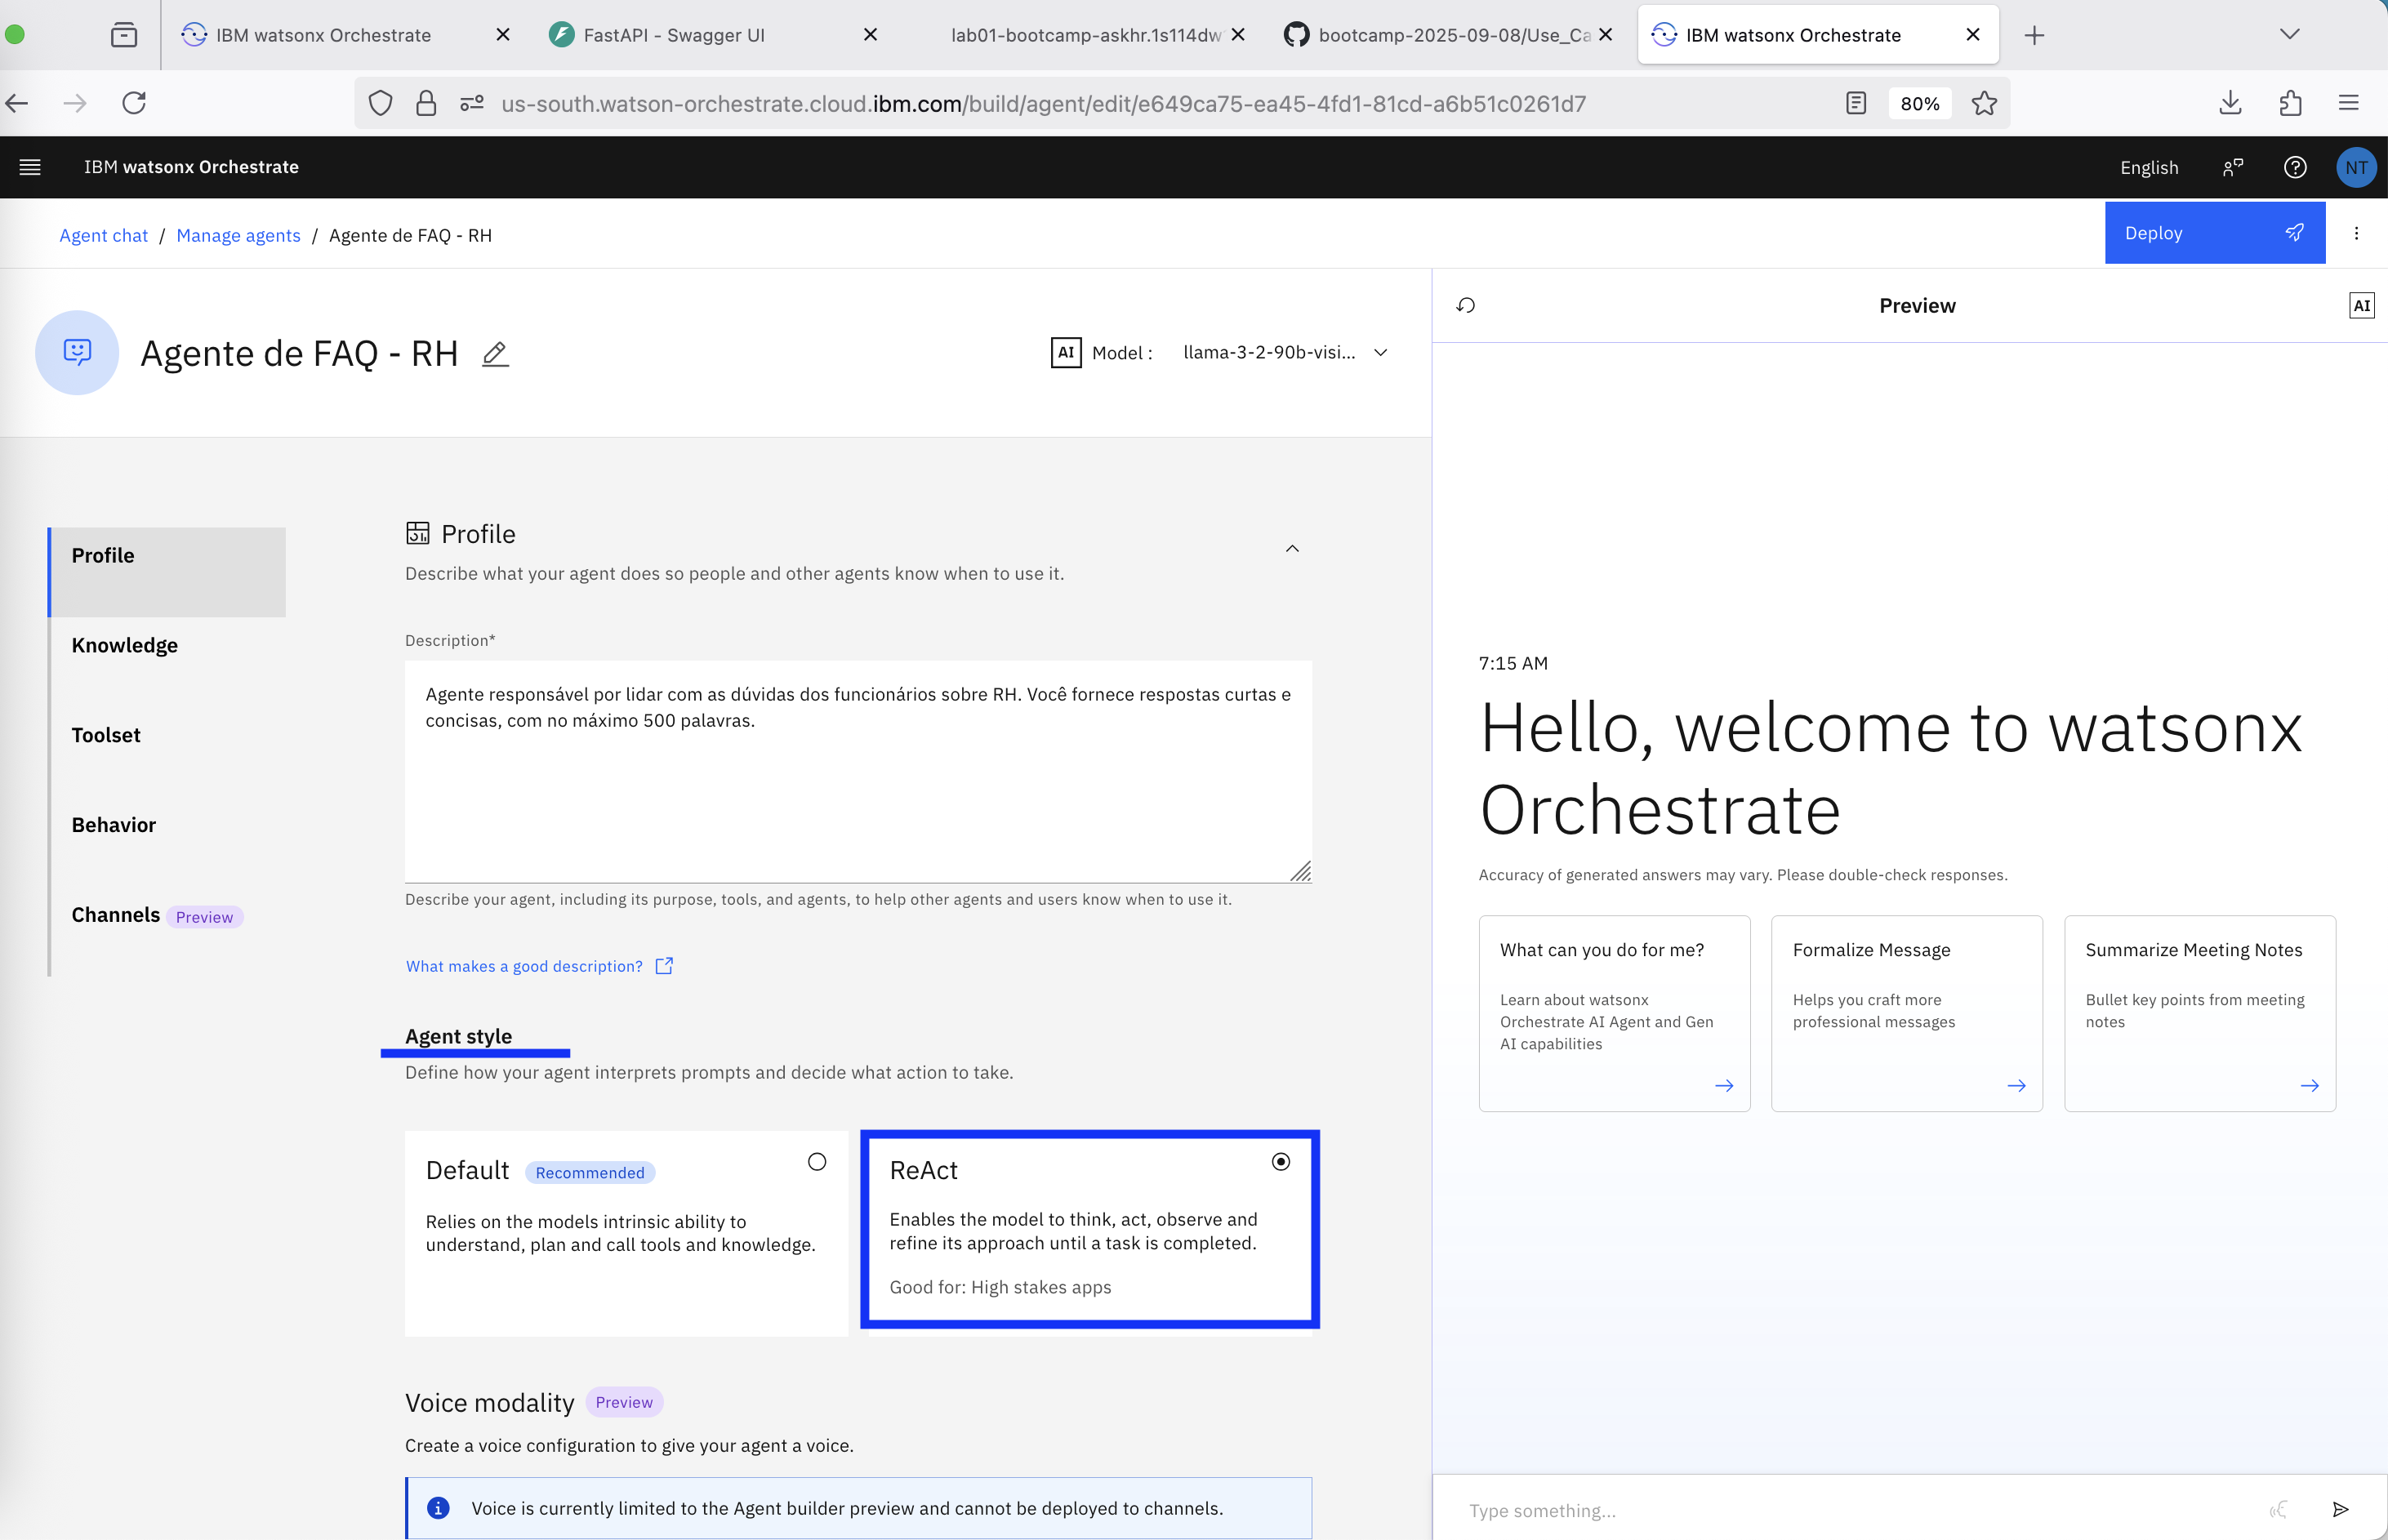 IBM watsonx Orchestrate
FastAPI - Swagger UI
lab01-bootcamp-askhr.1s114dw
bootcamp-2025-09-08/Use_Ca
IBM watsonx Orchestrate
us-south.watson-orchestrate.cloud.ibm.com/build/agent/edit/e649ca75-ea45-4fd1-81cd-a6b51c0261d7
80%
IBM watsonx Orchestrate
English
NT
Agent chat / Manage agents / Agente de FAQ - RH
Deploy
Agente de FAQ - RH
AI Model : llama-3-2-90b-visi...
Preview
AI
Profile
Knowledge
Toolset
Behavior
Channels Preview
Profile
Describe what your agent does so people and other agents know when to use it.
Description*
Agente responsável por lidar com as dúvidas dos funcionários sobre RH. Você fornece respostas curtas e
concisas, com no máximo 500 palavras.
Describe your agent, including its purpose, tools, and agents, to help other agents and users know when to use it.
What makes a good description?
Agent style
Define how your agent interprets prompts and decide what action to take.
Default Recommended
Relies on the models intrinsic ability to
understand, plan and call tools and knowledge.
ReAct
Enables the model to think, act, observe and
refine its approach until a task is completed.
Good for: High stakes apps
Voice modality Preview
Create a voice configuration to give your agent a voice.
Voice is currently limited to the Agent builder preview and cannot be deployed to channels.
7:15 AM
Hello, welcome to watsonx
Orchestrate
Accuracy of generated answers may vary. Please double-check responses.
What can you do for me?
Learn about watsonx
Orchestrate AI Agent and Gen
AI capabilities
Formalize Message
Helps you craft more
professional messages
Summarize Meeting Notes
Bullet key points from meeting
notes
Type something...